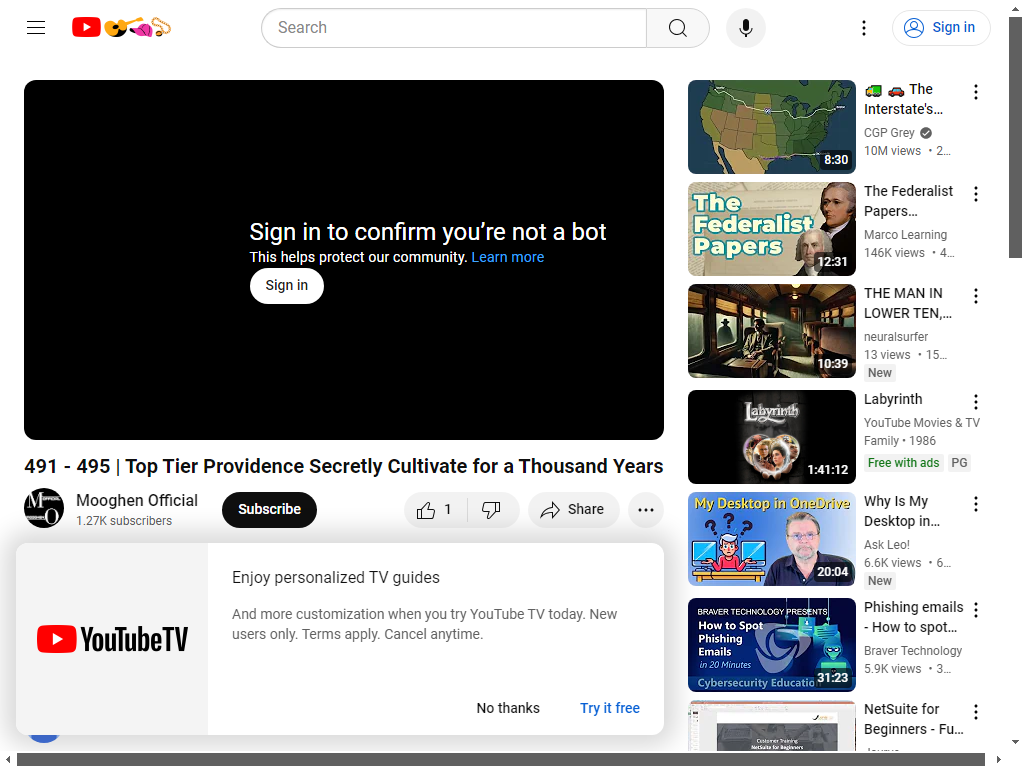 Search
Sign in
Sign in to confirm you’re not a bot
This helps protect our community. Learn more
Sign in
491 - 495 | Top Tier Providence Secretly Cultivate for a Thousand Years
Mooghen Official
1.27K subscribers
Subscribe
1
Share
YouTubeTV
Enjoy personalized TV guides
And more customization when you try YouTube TV today. New
users only. Terms apply. Cancel anytime.
No thanks
Try it free
8:30
The
Interstate's...
CGP Grey
10M views • 2...
The
Federalist
Papers
12:31
The Federalist
Papers...
Marco Learning
146K views • 4...
10:39
THE MAN IN
LOWER TEN,...
neuralsurfer
13 views • 15...
New
Labyrinth
1:41:12
Labyrinth
YouTube Movies & TV
Family • 1986
Free with ads PG
My Desktop in OneDrive
20:04
Why Is My
Desktop in...
Ask Leo!
6.6K views • 6...
New
BRAVER TECHNOLOGY PRESENTS
How to Spot
Phishing
Emails
in 20 Minutes
Cybersecurity Education
31:23
Phishing emails
- How to spot...
Braver Technology
5.9K views • 3...
Customer Training
NetSuite for Beginners
NetSuite for
Beginners - Fu...